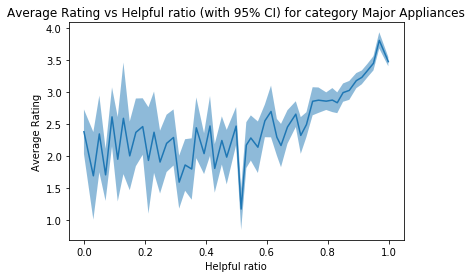 Average Rating vs Helpful ratio (with 95% CI) for category Major Appliances
4.0
3.5
3.0
2.5
2.0
1.5
1.0
Average Rating
0.0 0.2 0.4 0.6 0.8 1.0
Helpful ratio